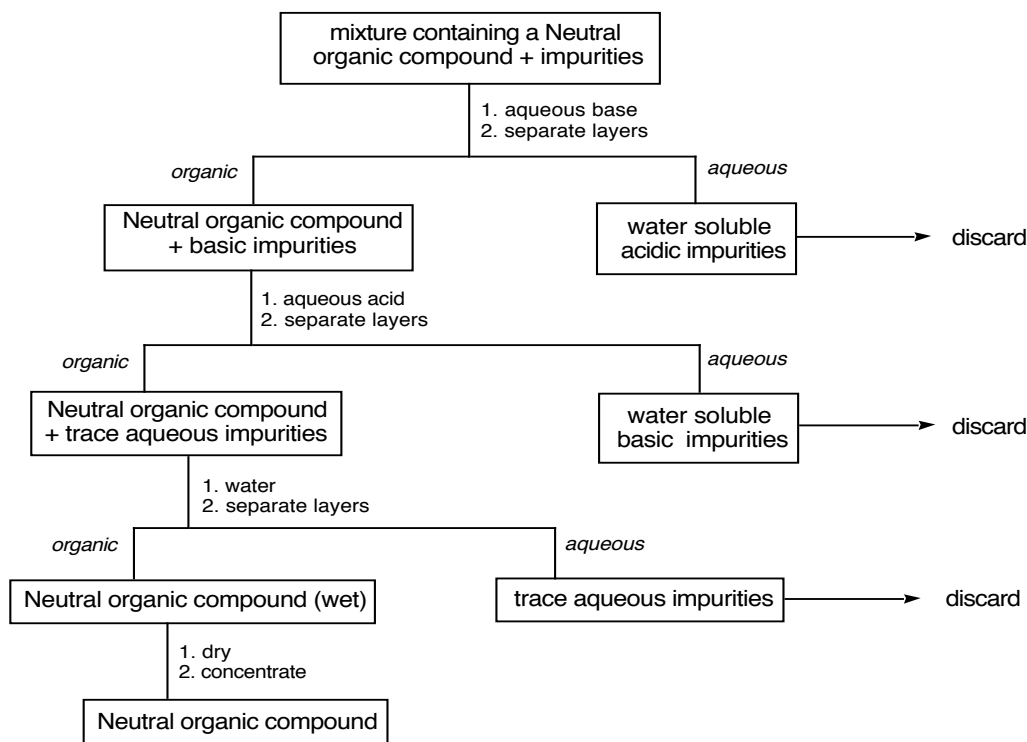 mixture containing a Neutral
organic compound + impurities
1. aqueous base
2. separate layers
organic
aqueous
Neutral organic compound
+ basic impurities
water soluble
acidic impurities
discard
1. aqueous acid
2. separate layers
organic
aqueous
Neutral organic compound
+ trace aqueous impurities
water soluble
basic impurities
discard
1. water
2. separate layers
organic
aqueous
Neutral organic compound (wet)
trace aqueous impurities
discard
1. dry
2. concentrate
Neutral organic compound